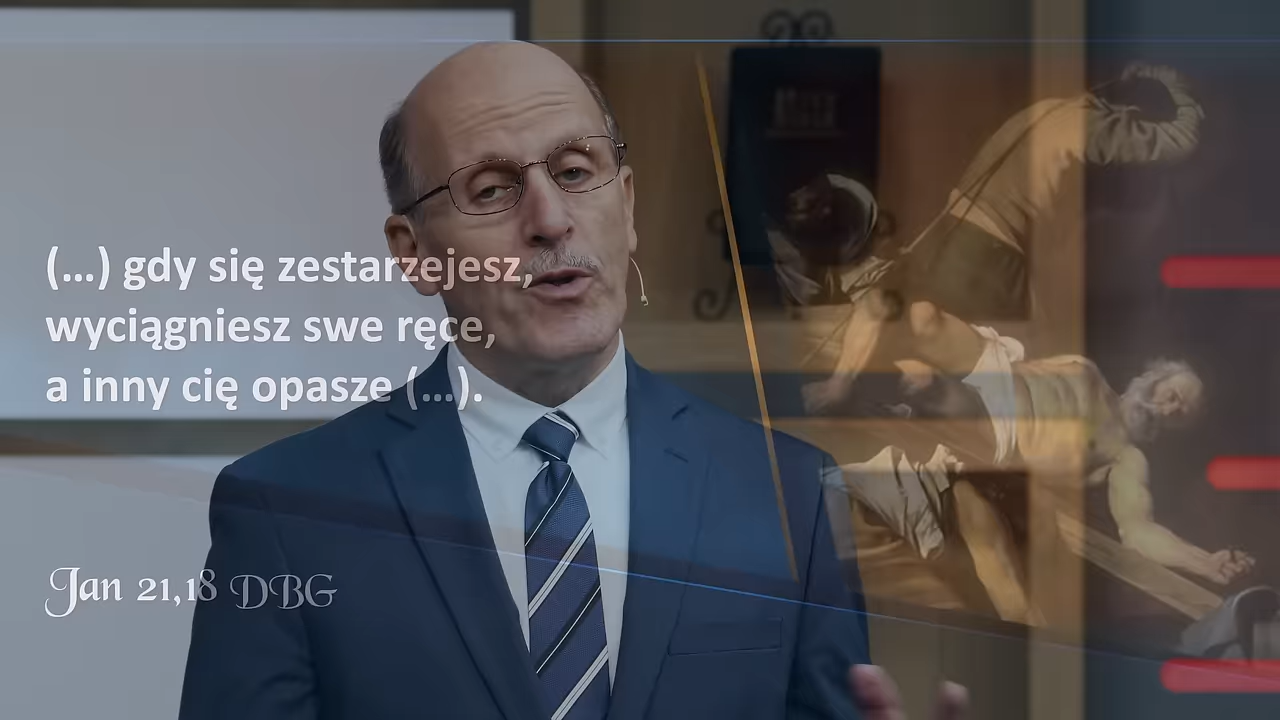 (...) gdy się zestarzejesz,
wyciągniesz swe ręce,
a inny cię opasze (...).
Jan 21,18 DBG